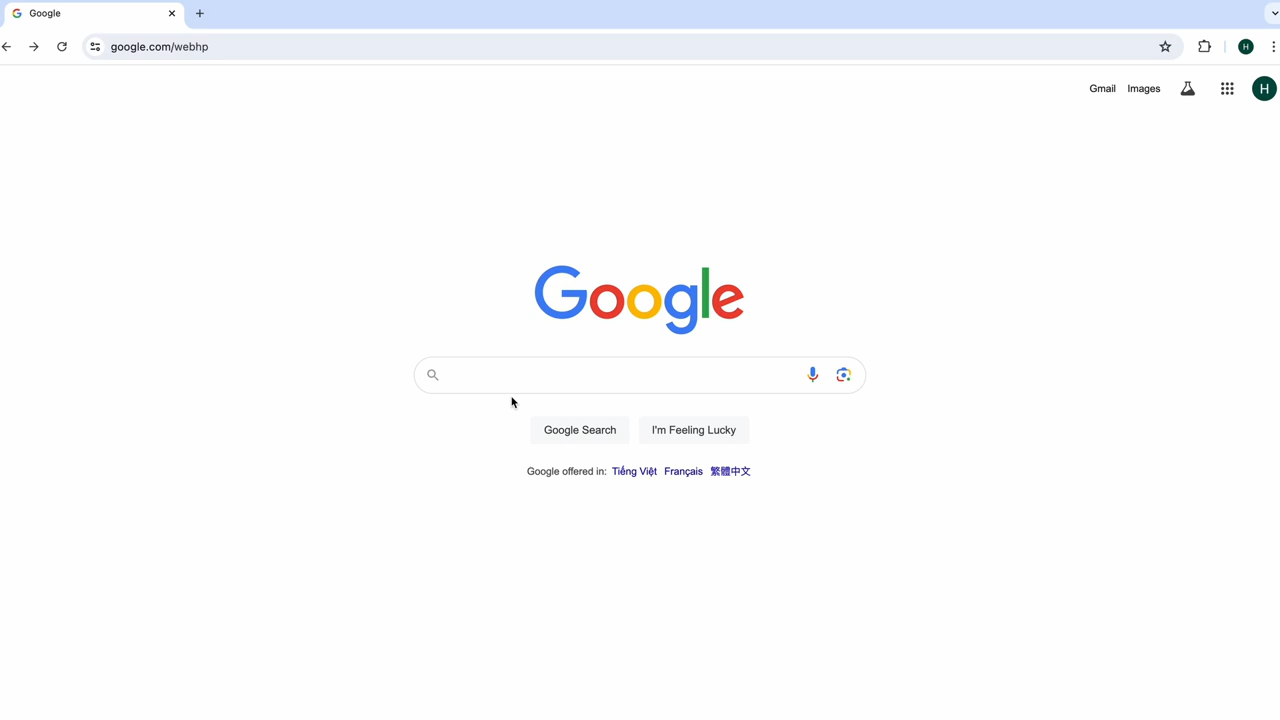 Google
google.com/webhp
H
Gmail Images
H
Google
Google Search I'm Feeling Lucky
Google offered in: Tiếng Việt Français 繁體中文